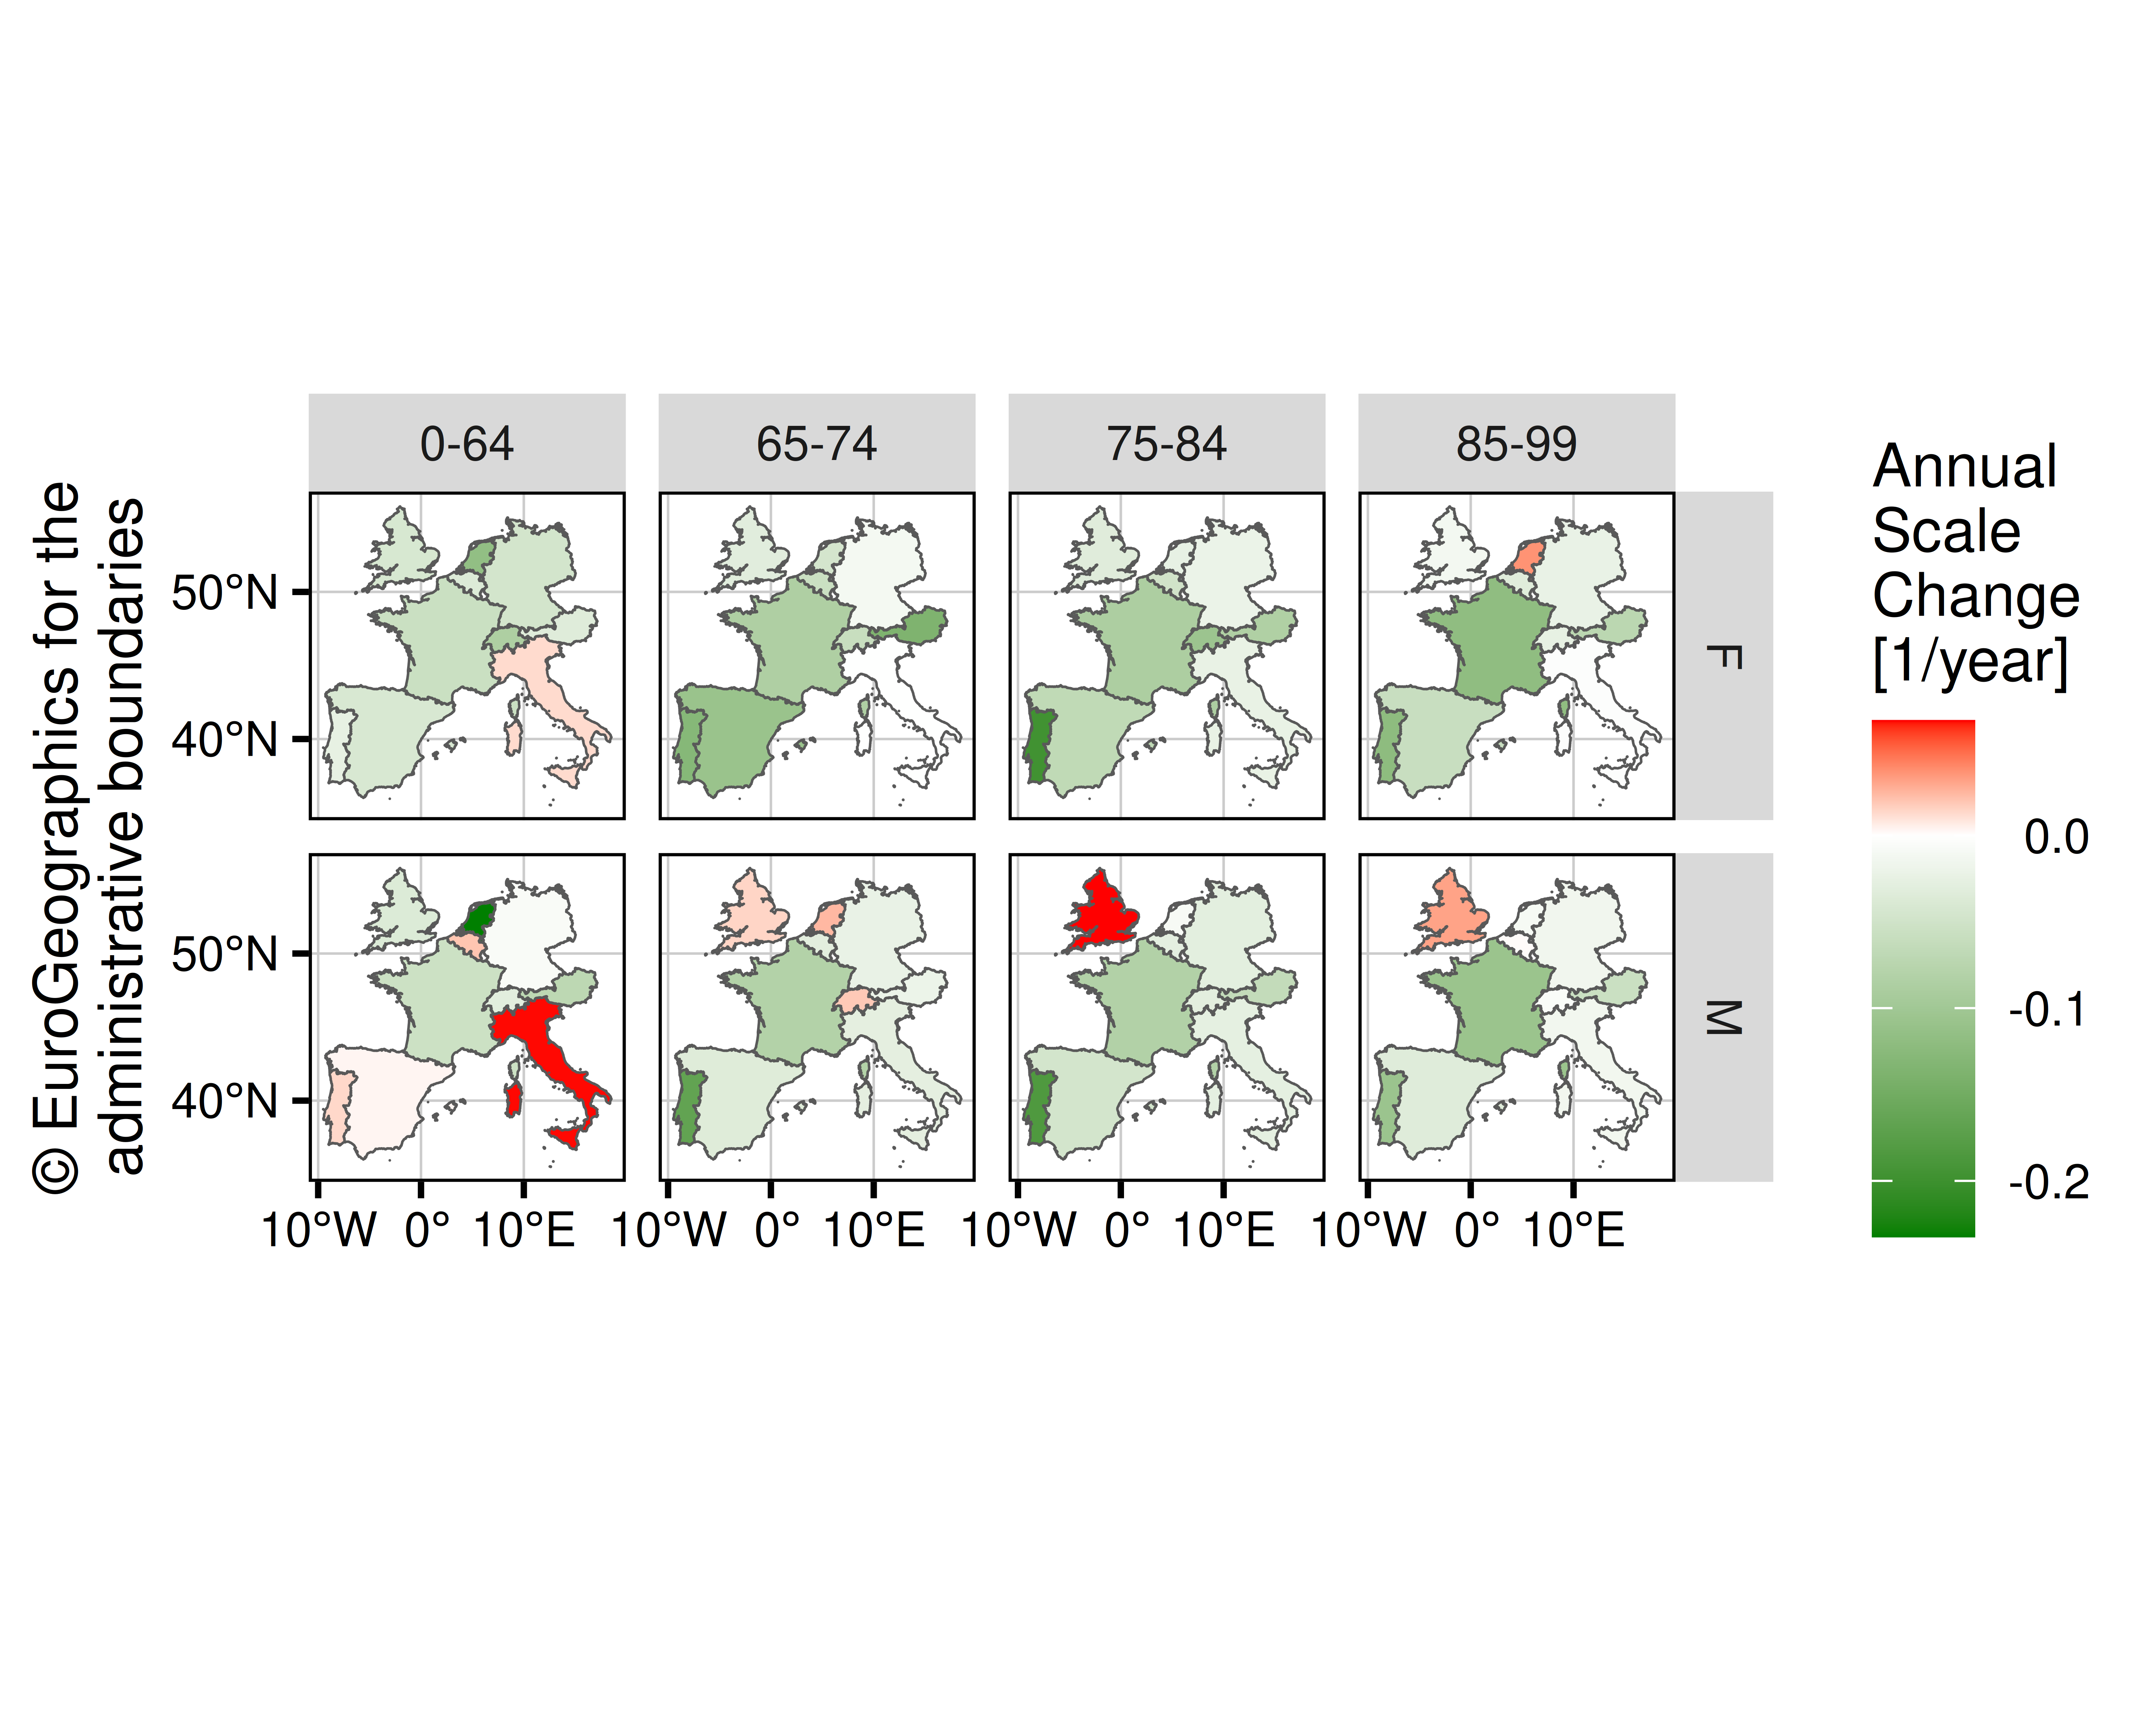 © EuroGeographics for the
administrative boundaries
0-64
65-74
75-84
85-99
F
M
50°N
40°N
50°N
40°N
10°W 0° 10°E
10°W 0° 10°E
10°W 0° 10°E
10°W 0° 10°E
Annual
Scale
Change
[1/year]
0.0
-0.1
-0.2